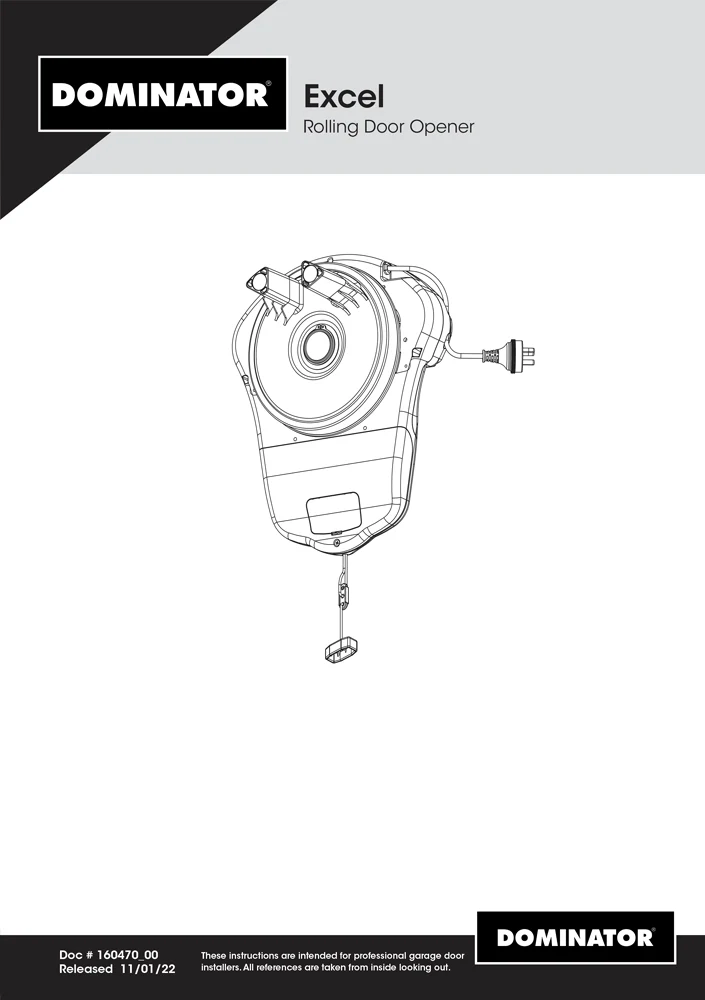 DOMINATOR®
Excel
Rolling Door Opener
Doc # 160470_00
Released 11/01/22
These instructions are intended for professional garage door
installers. All references are taken from inside looking out.
DOMINATOR®